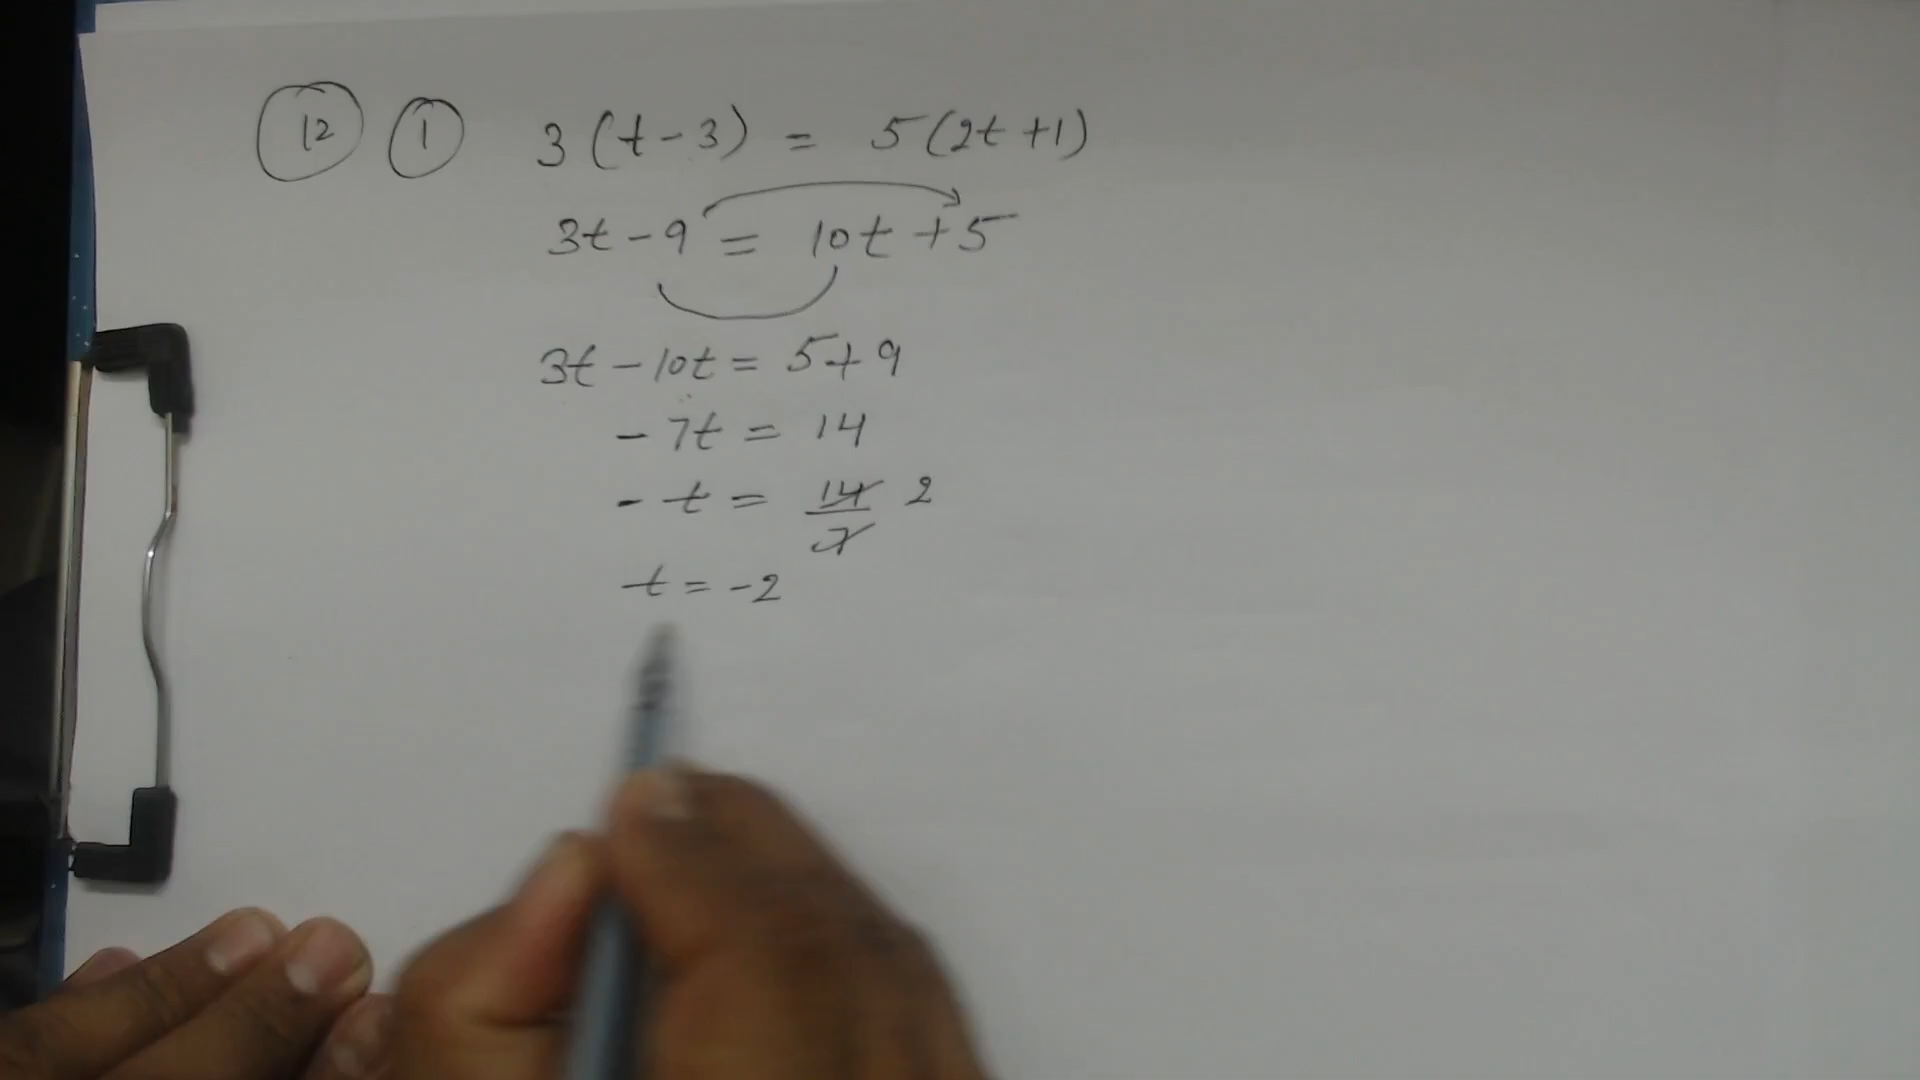 12 1 3(t-3) = 5(2t+1)
3t-9 = 10t+5
3t-10t = 5+9
-7t = 14
-t = 14/7 2
t = -2